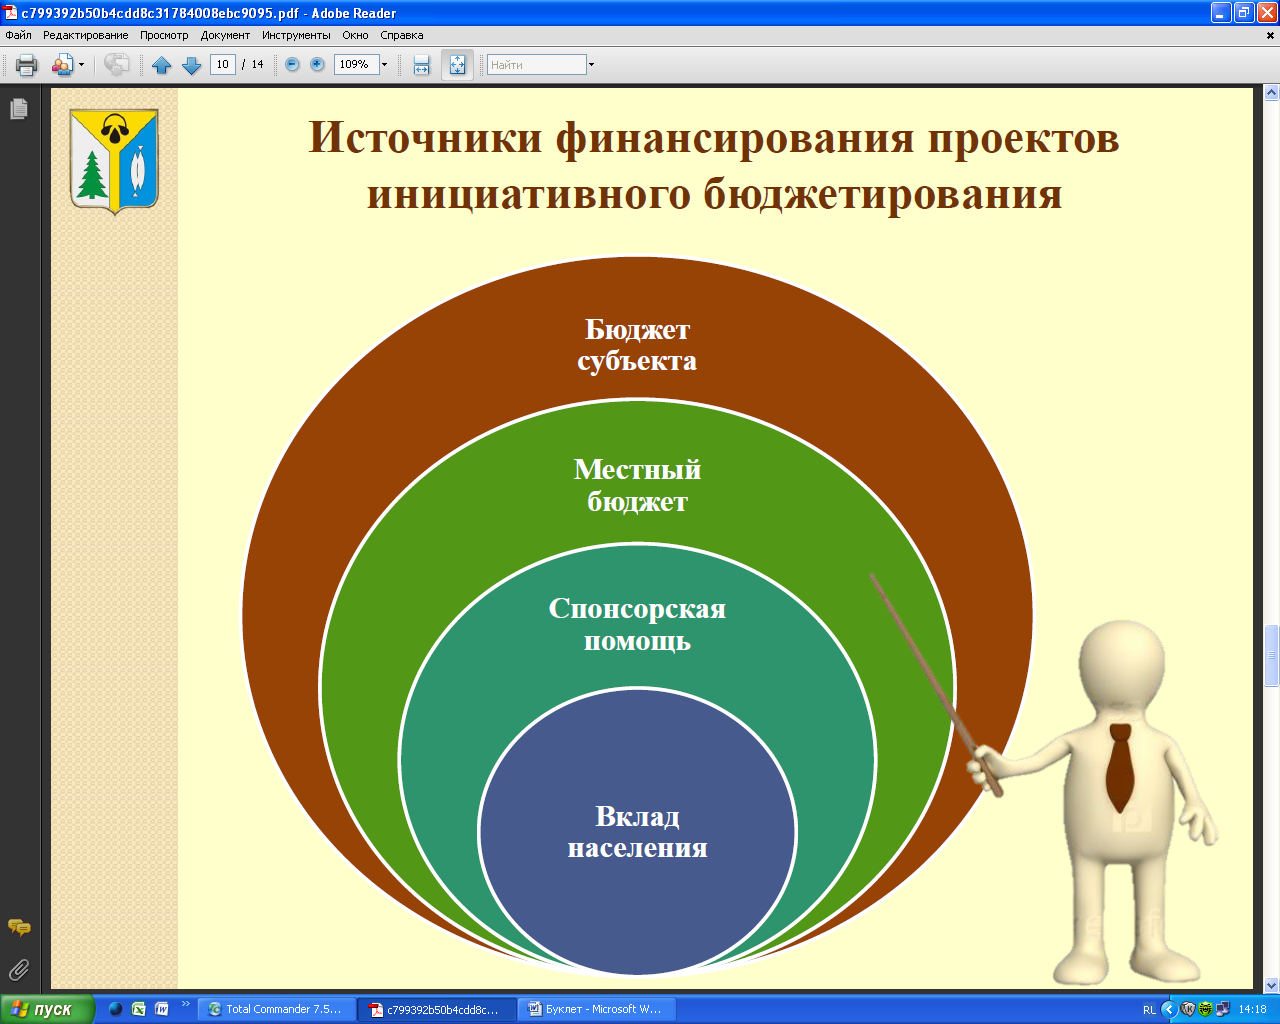 c799392b50b4cdd8c31784008ebc9095.pdf - Adobe Reader
Файл Редактирование Просмотр Документ Инструменты Окно Справка
10 / 14 109% Найти
Источники финансирования проектов
инициативного бюджетирования
Бюджет
субъекта
Местный
бюджет
Спонсорская
помощь
Вклад
населения
пуск Total Commander 7.5... c799392b50b4cdd8c... Буклет - Microsoft W... RL 14:18